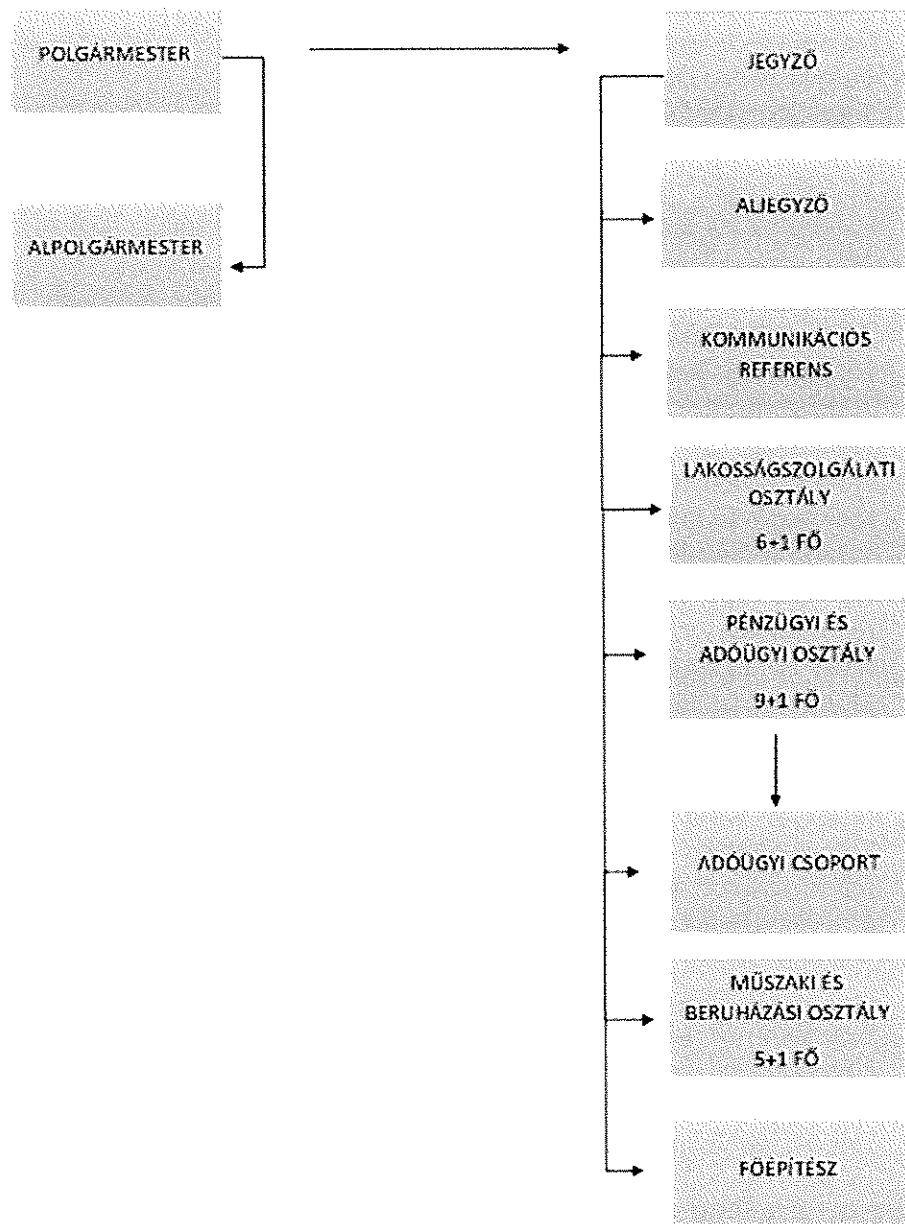 POLGÁRMESTER
ALPOLGÁRMESTER
JEGYZŐ
ALJEGYZŐ
KOMMUNIKÁCIÓS
REFERENS
LAKOSSÁGSZOLGÁLATI
OSZTÁLY
6+1 FŐ
PÉNZÜGYI ÉS
ADÓÜGYI OSZTÁLY
9+1 FŐ
ADÓÜGYI CSOPORT
MŰSZAKI ÉS
BERUHÁZÁSI OSZTÁLY
5+1 FŐ
FŐÉPÍTÉSZ